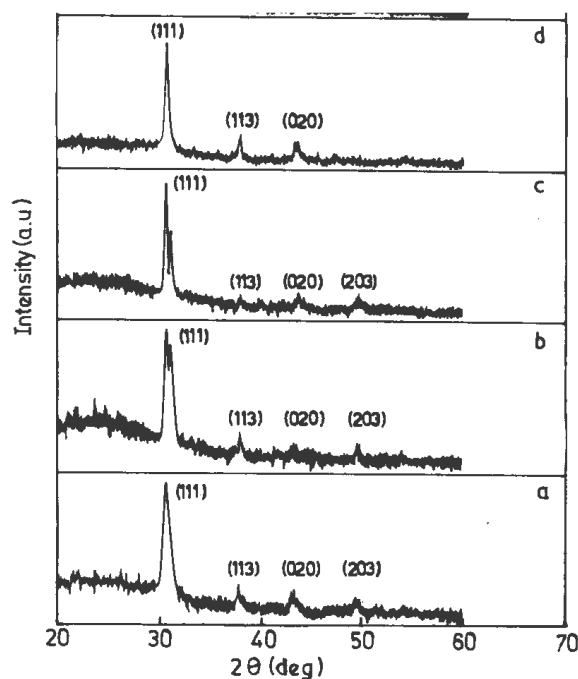 (111)
d
(113)
(020)
(111)
c
(113)
(020)
(203)
(111)
b
(113)
(020)
(203)
(111)
a
(113)
(020)
(203)
Intensity (a.u)
20 30 40 50 60 70
2θ (deg)